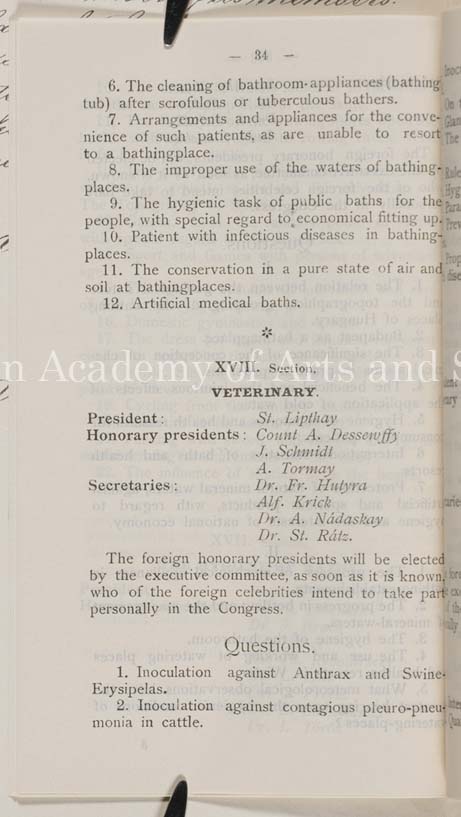 — 34 —
6. The cleaning of bathroom-appliances (bathing
tub) after scrofulous or tuberculous bathers.
7. Arrangements and appliances for the conve-
nience of such patients, as are unable to resort
to a bathingplace.
8. The improper use of the waters of bathing-
places.
9. The hygienic task of public baths for the
people, with special regard to economical fitting up.
10. Patient with infectious diseases in bathing-
places.
11. The conservation in a pure state of air and
soil at bathingplaces.
12. Artificial medical baths.
*
XVII. Section.
n Academy of Arts and S
VETERINARY.
President: St. Lipthay
Honorary presidents: Count A. Dessewffy
J. Schmidt
A. Tormay
Secretaries: Dr. Fr. Hutyra
Alf. Krick
Dr. A. Nádaskay
Dr. St. Rátz.
The foreign honorary presidents will be elected
by the executive committee, as soon as it is known,
who of the foreign celebrities intend to take part
personally in the Congress.
Questions.
1. Inoculation against Anthrax and Swine-
Erysipelas.
2. Inoculation against contagious pleuro-pneu-
monia in cattle.